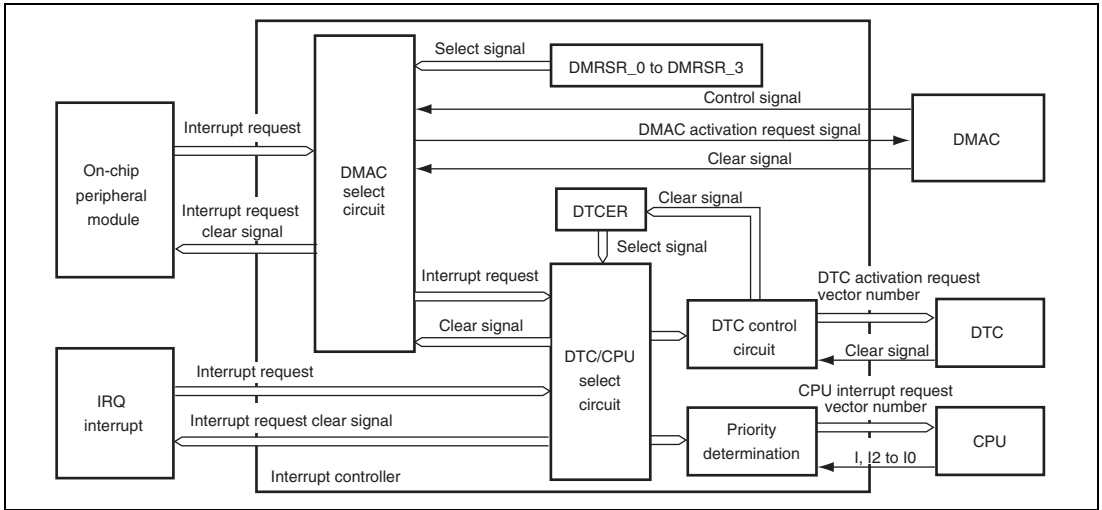 Select signal
DMRSR_0 to DMRSR_3
Control signal
DMAC activation request signal
Clear signal
DMAC
Interrupt request
On-chip
peripheral
module
Interrupt request
clear signal
DMAC
select
circuit
DTCER
Clear signal
Select signal
Interrupt request
Clear signal
DTC/CPU
select
circuit
DTC control
circuit
DTC activation request
vector number
DTC
Clear signal
IRQ
interrupt
Interrupt request
Interrupt request clear signal
Priority
determination
CPU interrupt request
vector number
CPU
I, I2 to I0
Interrupt controller